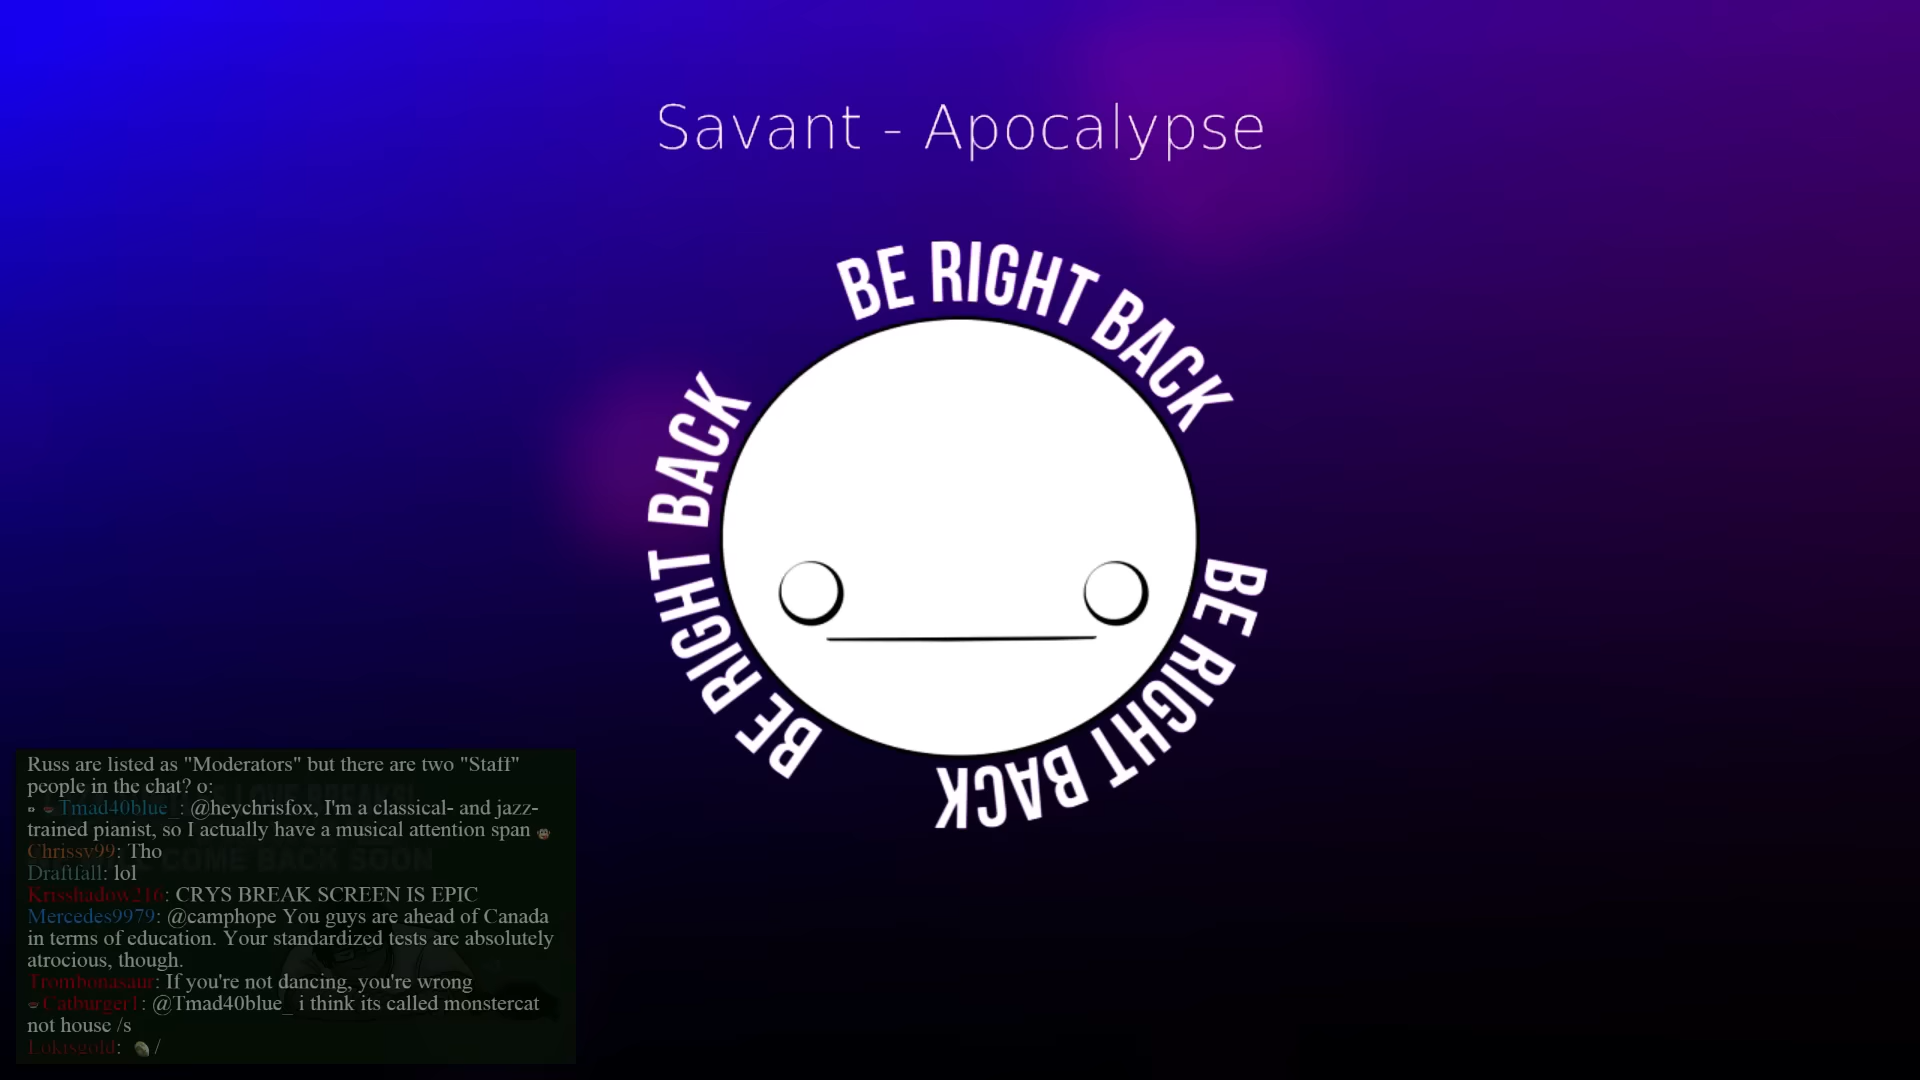 Savant - Apocalypse
BE RIGHT BACK
BE RIGHT BACK
BE RIGHT BACK
Russ are listed as "Moderators" but there are two "Staff"
people in the chat? o:
Tmad40blue_: @heychrisfox, I'm a classical- and jazz-
trained pianist, so I actually have a musical attention span
Chrissy99: Tho
COME BACK SOON
Draftfall: lol
Krisshadow216: CRYS BREAK SCREEN IS EPIC
Mercedes9979: @camphope You guys are ahead of Canada
in terms of education. Your standardized tests are absolutely
atrocious, though.
Trombonasaur: If you're not dancing, you're wrong
Catburger1: @Tmad40blue_ i think its called monstercat
not house /s
Lokisgold: /